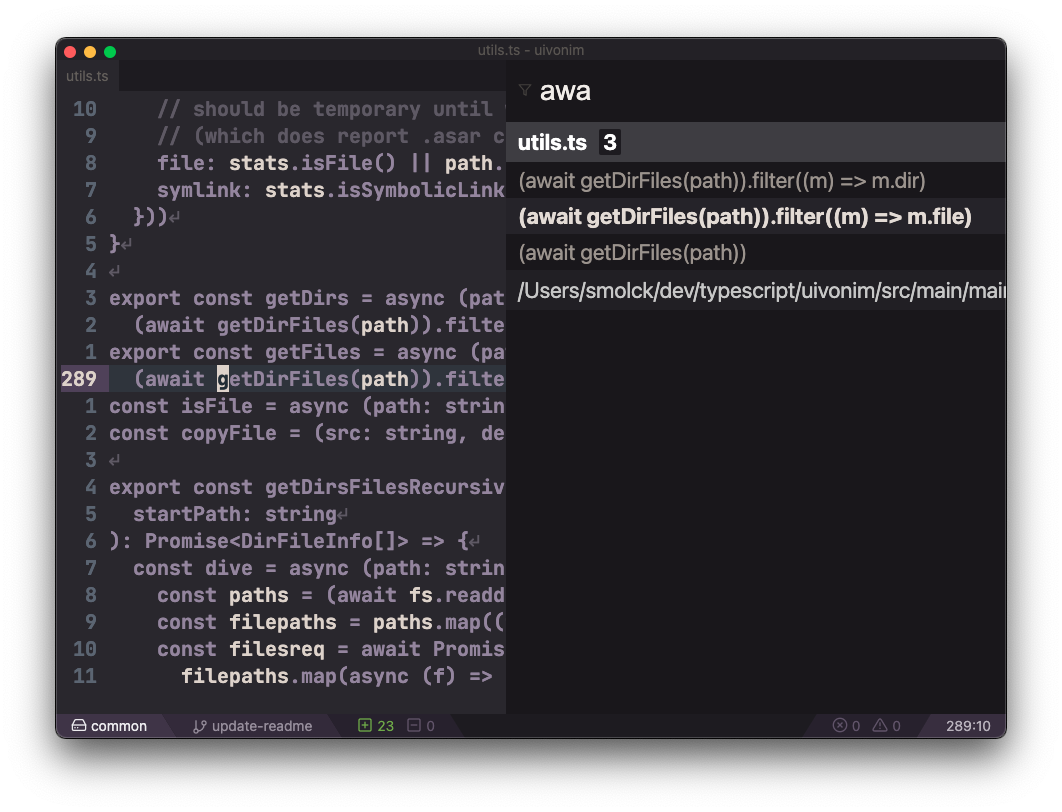 utils.ts - uivonim
utils.ts
10 // should be temporary until
9 // (which does report .asar c
8 file: stats.isFile() || path.
7 symlink: stats.isSymbolicLink
6 }))↵
5 }↵
4 ↵
3 export const getDirs = async (pat
2 (await getDirFiles(path)).filte
1 export const getFiles = async (pa
289 (await getDirFiles(path)).filte
1 const isFile = async (path: strin
2 const copyFile = (src: string, de
3 ↵
4 export const getDirsFilesRecursiv
5 startPath: string↵
6 ): Promise<DirFileInfo[]> => {↵
7 const dive = async (path: strin
8 const paths = (await fs.readd
9 const filepaths = paths.map((
10 const filesreq = await Promis
11 filepaths.map(async (f) =>
awa
utils.ts 3
(await getDirFiles(path)).filter((m) => m.dir)
(await getDirFiles(path)).filter((m) => m.file)
(await getDirFiles(path))
/Users/smolck/dev/typescript/uivonim/src/main/mai
common update-readme 23 0 0 0 289:10